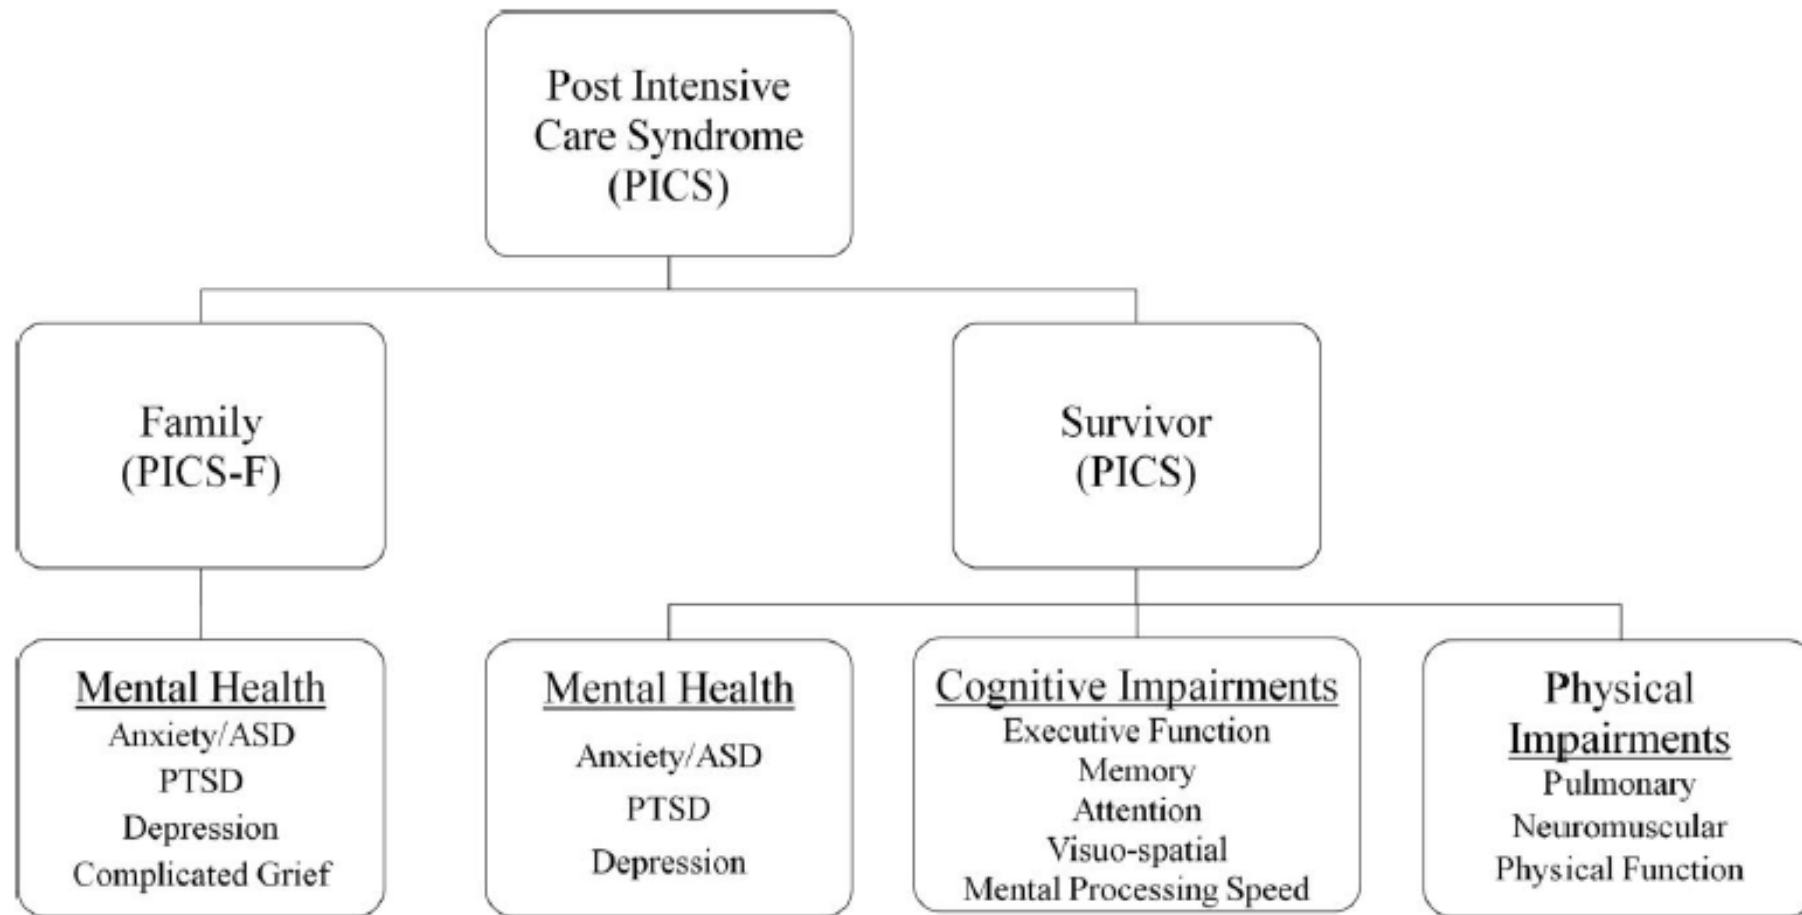 Post Intensive
Care Syndrome
(PICS)
Family
(PICS-F)
Survivor
(PICS)
Mental Health
Anxiety/ASD
PTSD
Depression
Complicated Grief
Mental Health
Anxiety/ASD
PTSD
Depression
Cognitive Impairments
Executive Function
Memory
Attention
Visuo-spatial
Mental Processing Speed
Physical
Impairments
Pulmonary
Neuromuscular
Physical Function